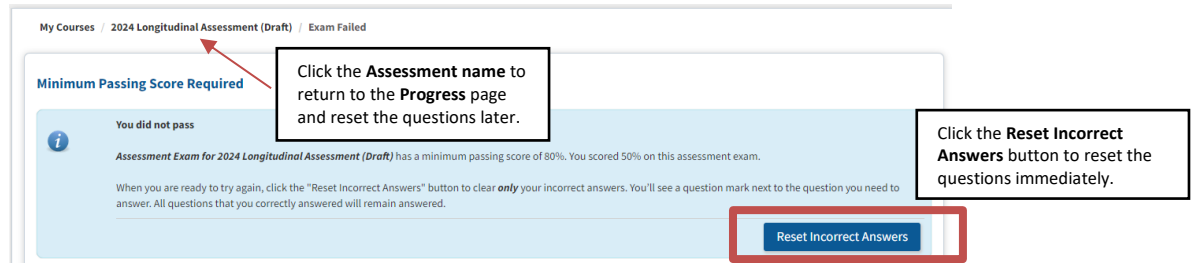 My Courses / 2024 Longitudinal Assessment (Draft) / Exam Failed
Click the Assessment name to
return to the Progress page
and reset the questions later.
Minimum Passing Score Required
You did not pass
Assessment Exam for 2024 Longitudinal Assessment (Draft) has a minimum passing score of 80%. You scored 50% on this assessment exam.
When you are ready to try again, click the "Reset Incorrect Answers" button to clear only your incorrect answers. You'll see a question mark next to the question you need to
answer. All questions that you correctly answered will remain answered.
Click the Reset Incorrect
Answers button to reset the
questions immediately.
Reset Incorrect Answers